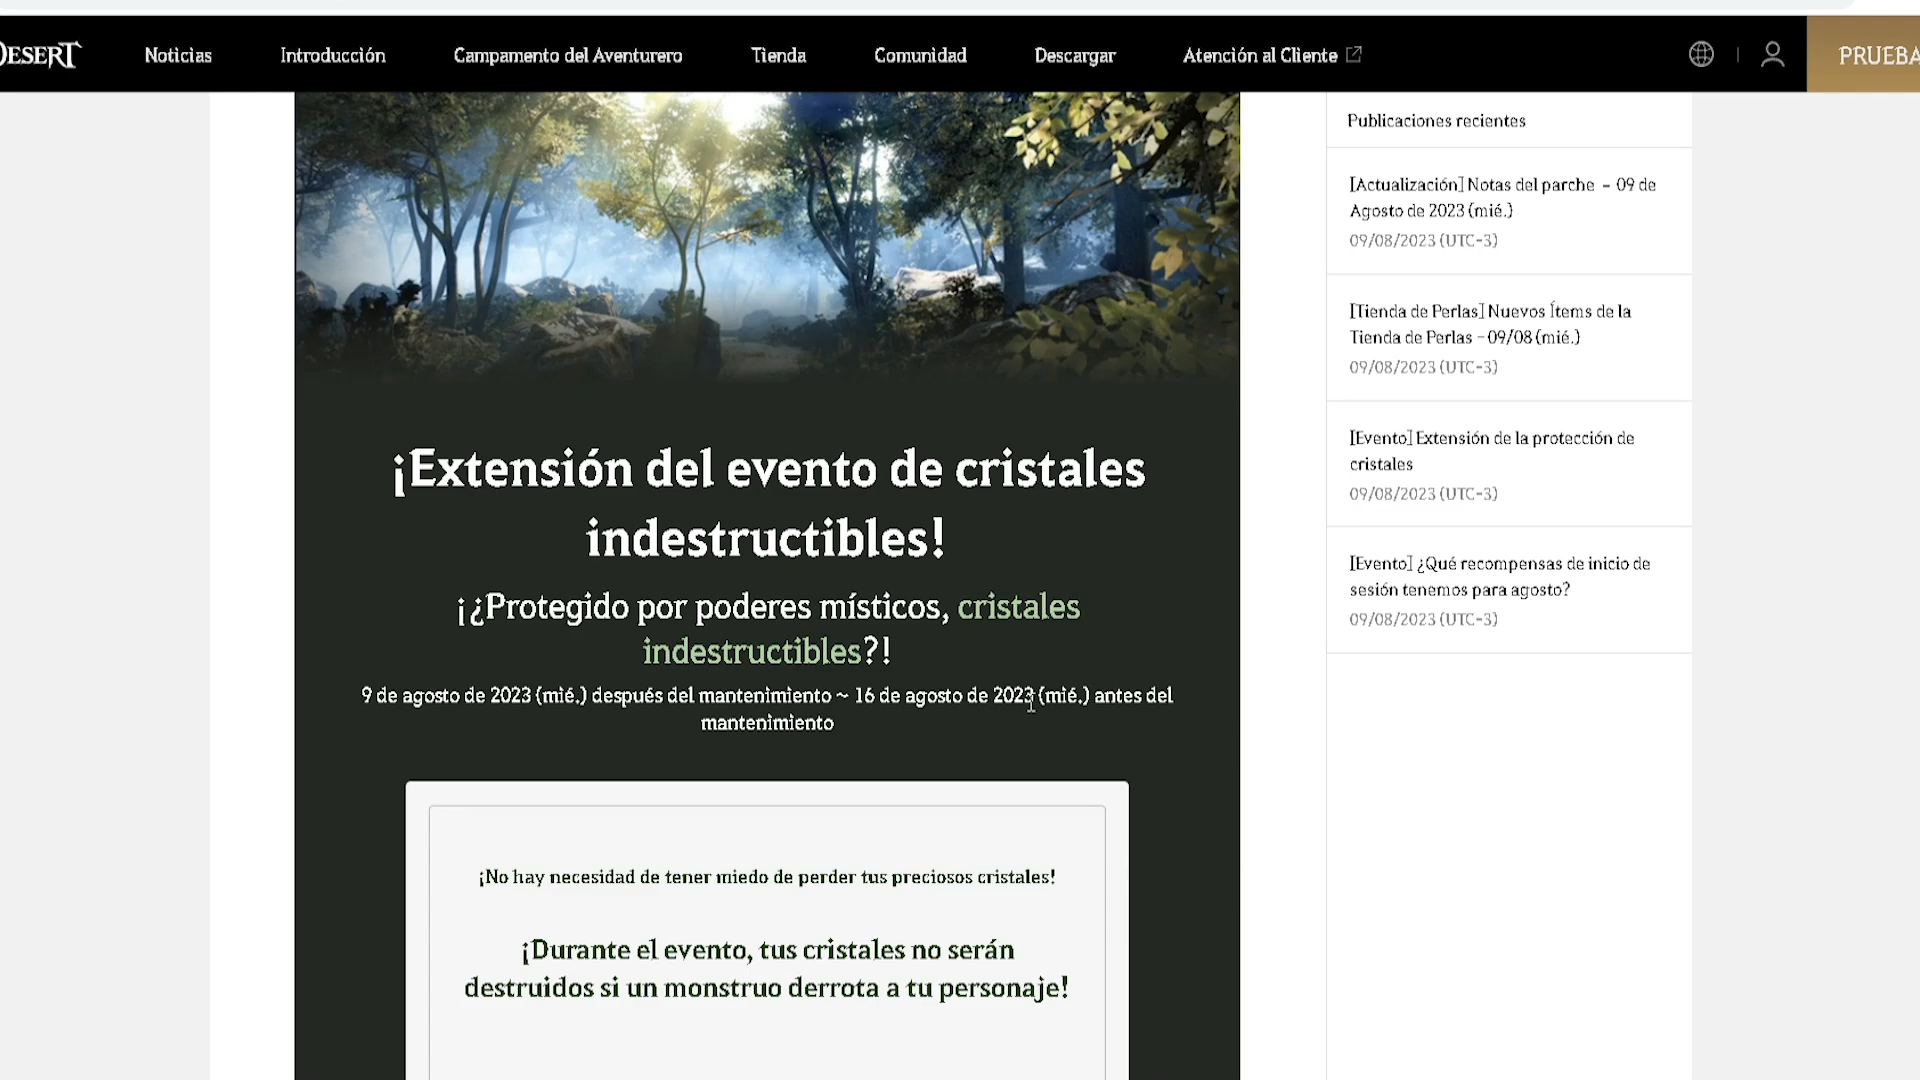 DESERT
Noticias
Introducción
Campamento del Aventurero
Tienda
Comunidad
Descargar
Atención al Cliente
PRUEBA
¡Extensión del evento de cristales
indestructibles!
¡¿Protegido por poderes místicos, cristales
indestructibles?!
9 de agosto de 2023 (mié.) después del mantenimiento ~ 16 de agosto de 2023 (mié.) antes del
mantenimiento
¡No hay necesidad de tener miedo de perder tus preciosos cristales!
¡Durante el evento, tus cristales no serán
destruidos si un monstruo derrota a tu personaje!
Publicaciones recientes
[Actualización] Notas del parche - 09 de
Agosto de 2023 (mié.)
09/08/2023 (UTC-3)
[Tienda de Perlas] Nuevos Ítems de la
Tienda de Perlas - 09/08 (mié.)
09/08/2023 (UTC-3)
[Evento] Extensión de la protección de
cristales
09/08/2023 (UTC-3)
[Evento] ¿Qué recompensas de inicio de
sesión tenemos para agosto?
09/08/2023 (UTC-3)